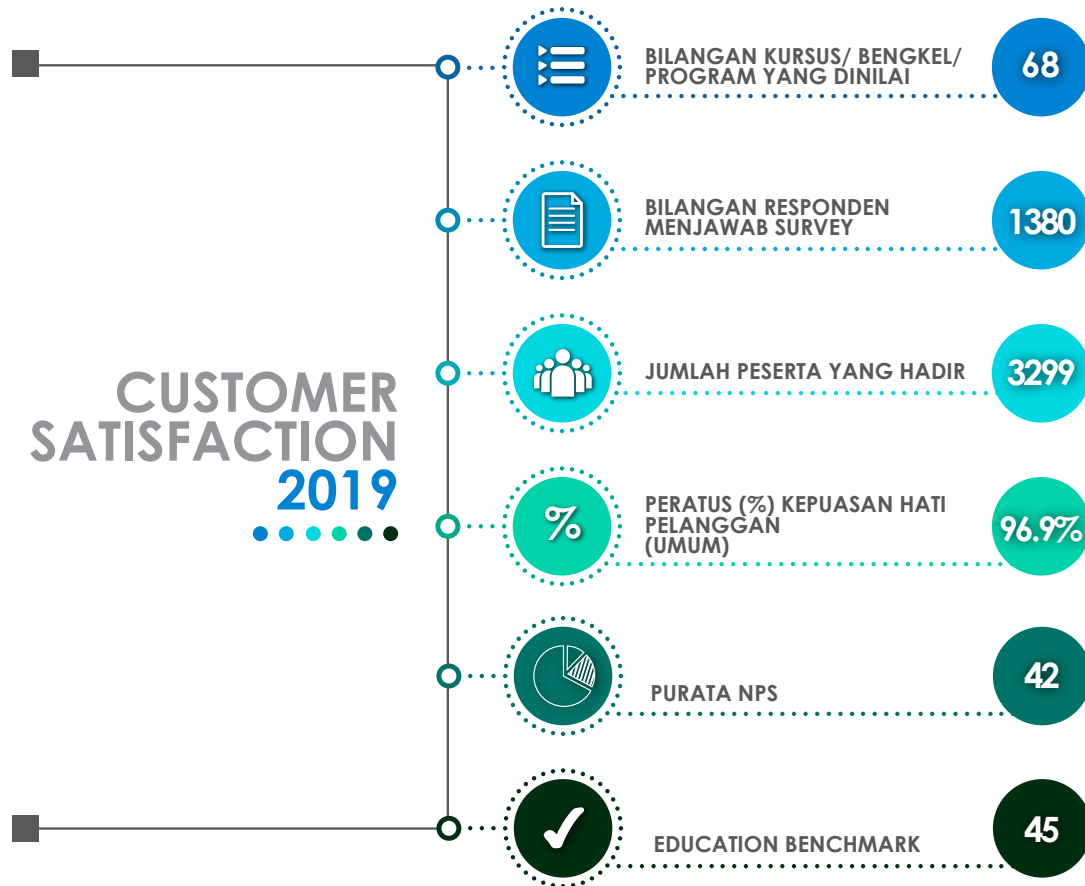 CUSTOMER
SATISFACTION
2019
BILANGAN KURSUS/ BENGKEL/
PROGRAM YANG DINILAI
68
BILANGAN RESPONDEN
MENJAWAB SURVEY
1380
JUMLAH PESERTA YANG HADIR
3299
%
PERATUS (%) KEPUASAN HATI
PELANGGAN
(UMUM)
96.9%
PURATA NPS
42
EDUCATION BENCHMARK
45